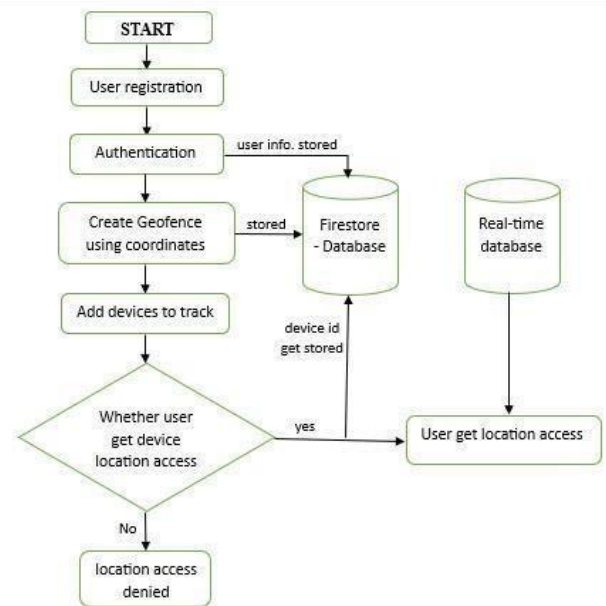 START
User registration
Authentication
user info. stored
Create Geofence
using coordinates
stored
Firestore
- Database
Real-time
database
Add devices to track
device id
get stored
Whether user
get device
location access
yes
User get location access
No
location access
denied